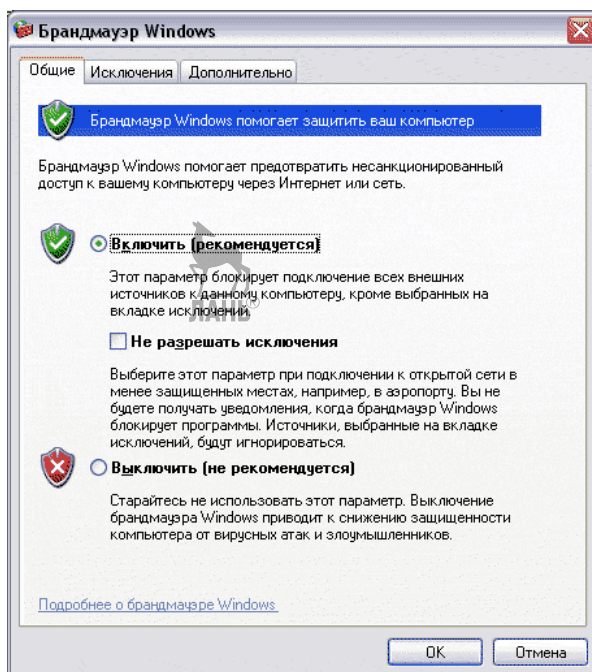 Брандмауэр Windows
Общие Исключения Дополнительно
Брандмауэр Windows помогает защитить ваш компьютер
Брандмауэр Windows помогает предотвратить несанкционированный
доступ к вашему компьютеру через Интернет или сеть.
Включить (рекомендуется)
Этот параметр блокирует подключение всех внешних
источников к данному компьютеру, кроме выбранных на
вкладке исключений.
ЛАНЬ®
Не разрешать исключения
Выберите этот параметр при подключении к открытой сети в
менее защищенных местах, например, в аэропорту. Вы не
будете получать уведомления, когда брандмауэр Windows
блокирует программы. Источники, выбранные на вкладке
исключений, будут игнорироваться.
Выключить (не рекомендуется)
Старайтесь не использовать этот параметр. Выключение
брандмауэра Windows приводит к снижению защищенности
компьютера от вирусных атак и злоумышленников.
Подробнее о брандмауэре Windows
ОК Отмена